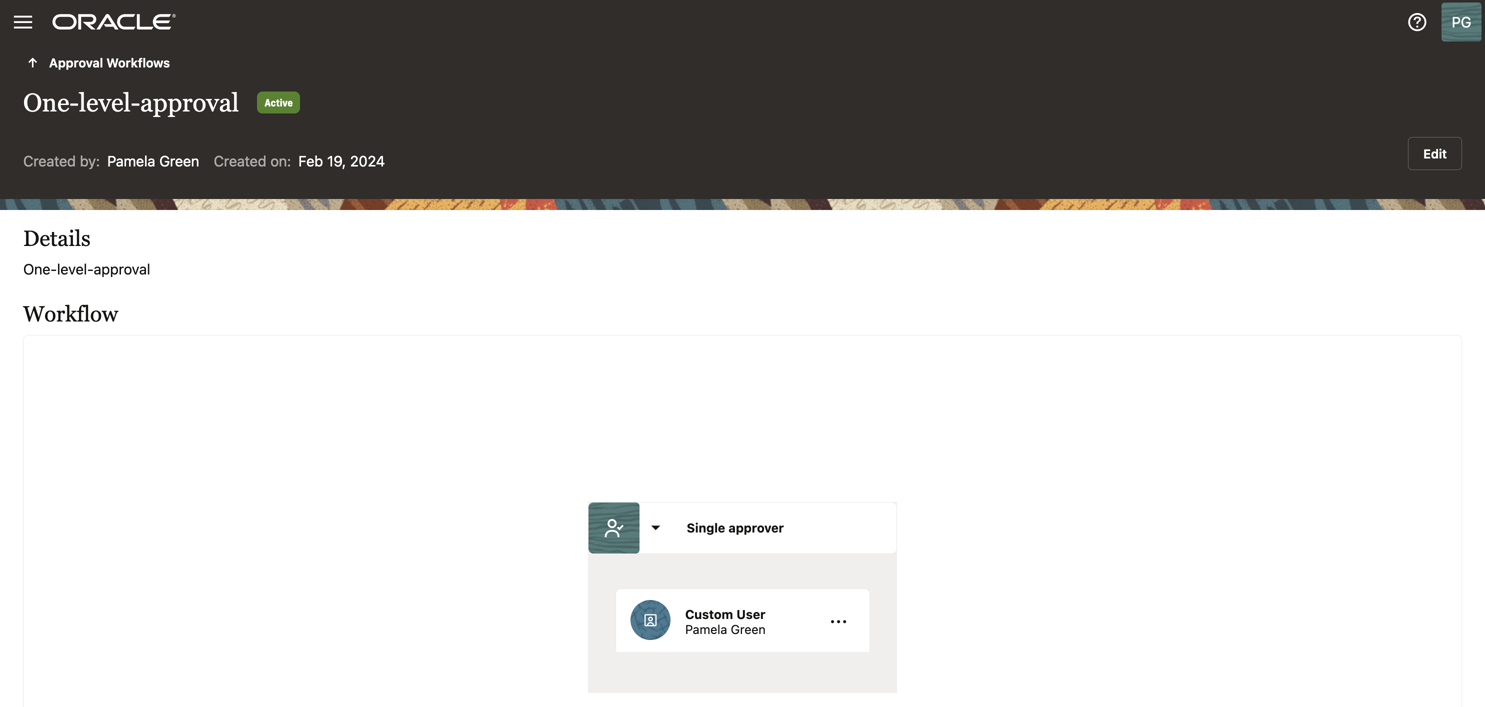 ORACLE
PG
Approval Workflows
One-level-approval Active
Created by: Pamela Green Created on: Feb 19, 2024
Edit
Details
One-level-approval
Workflow
Single approver
Custom User
Pamela Green